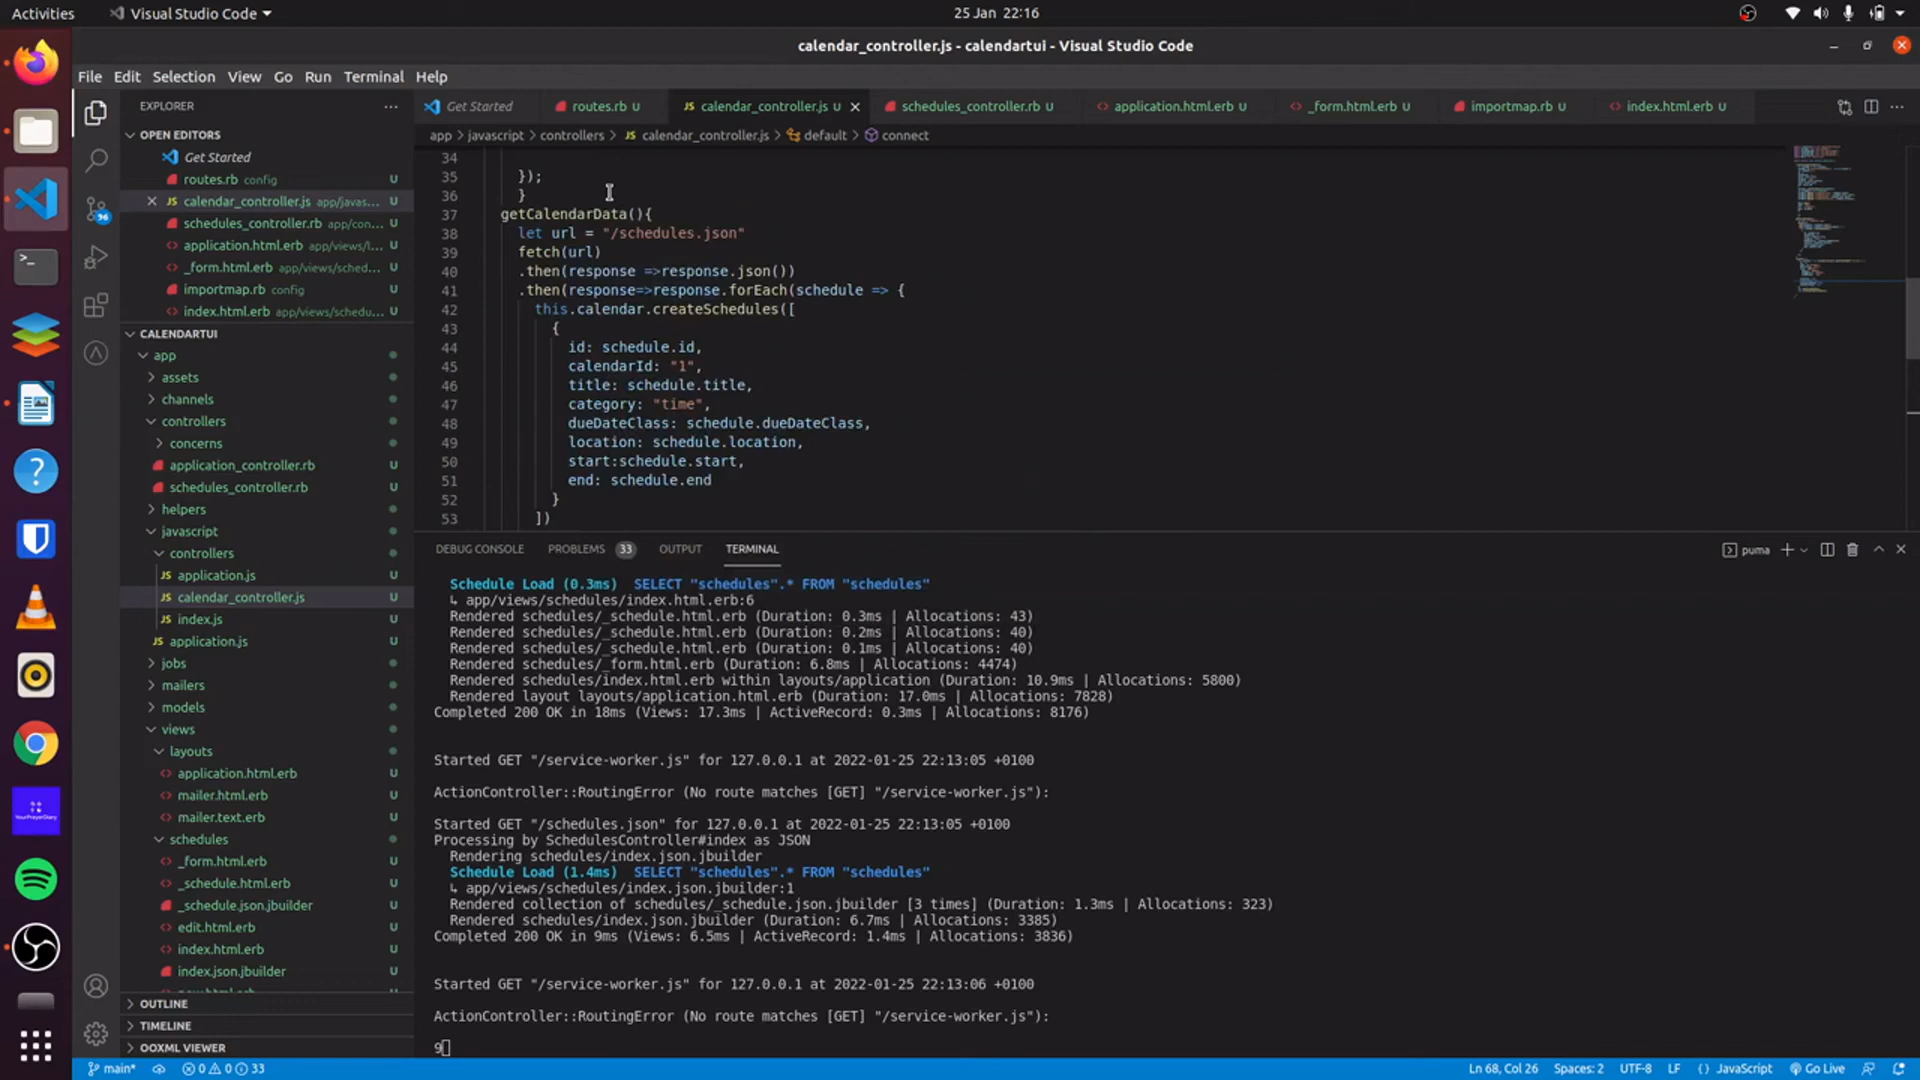 Activities
Visual Studio Code
25 Jan 22:16
calendar_controller.js - calendartui - Visual Studio Code
File Edit Selection View Go Run Terminal Help
EXPLORER
OPEN EDITORS
Get Started
routes.rb config U
calendar_controller.js app/javas... U
schedules_controller.rb app/con... U
application.html.erb app/views/l... U
_form.html.erb app/views/sched... U
importmap.rb config U
index.html.erb app/views/schedu... U
96
CALENDARTUI
app
assets
channels
controllers
concerns
application_controller.rb U
schedules_controller.rb U
helpers
javascript
controllers
application.js U
calendar_controller.js U
index.js U
application.js U
jobs
mailers
models
views
layouts
application.html.erb U
mailer.html.erb U
mailer.text.erb U
schedules
_form.html.erb U
_schedule.html.erb U
_schedule.json.jbuilder U
edit.html.erb U
index.html.erb U
index.json.jbuilder U
OUTLINE
TIMELINE
OOXML VIEWER
Get Started
routes.rb U
calendar_controller.js U
schedules_controller.rb U
application.html.erb U
_form.html.erb U
importmap.rb U
index.html.erb U
app > javascript > controllers > JS calendar_controller.js > default > connect
34
35 });
36 }
37 getCalendarData(){
38 let url = "/schedules.json"
39 fetch(url)
40 .then(response =>response.json())
41 .then(response=>response.forEach(schedule => {
42 this.calendar.createSchedules([
43 {
44 id: schedule.id,
45 calendarId: "1",
46 title: schedule.title,
47 category: "time",
48 dueDateClass: schedule.dueDateClass,
49 location: schedule.location,
50 start:schedule.start,
51 end: schedule.end
52 }
53 ])
DEBUG CONSOLE PROBLEMS 33 OUTPUT TERMINAL
puma
Schedule Load (0.3ms) SELECT "schedules".* FROM "schedules"
↳ app/views/schedules/index.html.erb:6
Rendered schedules/_schedule.html.erb (Duration: 0.3ms | Allocations: 43)
Rendered schedules/_schedule.html.erb (Duration: 0.2ms | Allocations: 40)
Rendered schedules/_schedule.html.erb (Duration: 0.1ms | Allocations: 40)
Rendered schedules/_form.html.erb (Duration: 6.8ms | Allocations: 4474)
Rendered schedules/index.html.erb within layouts/application (Duration: 10.9ms | Allocations: 5800)
Rendered layout layouts/application.html.erb (Duration: 17.0ms | Allocations: 7828)
Completed 200 OK in 18ms (Views: 17.3ms | ActiveRecord: 0.3ms | Allocations: 8176)
Started GET "/service-worker.js" for 127.0.0.1 at 2022-01-25 22:13:05 +0100
ActionController::RoutingError (No route matches [GET] "/service-worker.js"):
Started GET "/schedules.json" for 127.0.0.1 at 2022-01-25 22:13:05 +0100
Processing by SchedulesController#index as JSON
Rendering schedules/index.json.jbuilder
Schedule Load (1.4ms) SELECT "schedules".* FROM "schedules"
↳ app/views/schedules/index.json.jbuilder:1
Rendered collection of schedules/_schedule.json.jbuilder [3 times] (Duration: 1.3ms | Allocations: 323)
Rendered schedules/index.json.jbuilder (Duration: 6.7ms | Allocations: 3385)
Completed 200 OK in 9ms (Views: 6.5ms | ActiveRecord: 1.4ms | Allocations: 3836)
Started GET "/service-worker.js" for 127.0.0.1 at 2022-01-25 22:13:06 +0100
ActionController::RoutingError (No route matches [GET] "/service-worker.js"):
9
main* 0 0 33
Ln 68, Col 26 Spaces: 2 UTF-8 LF {} JavaScript Go Live